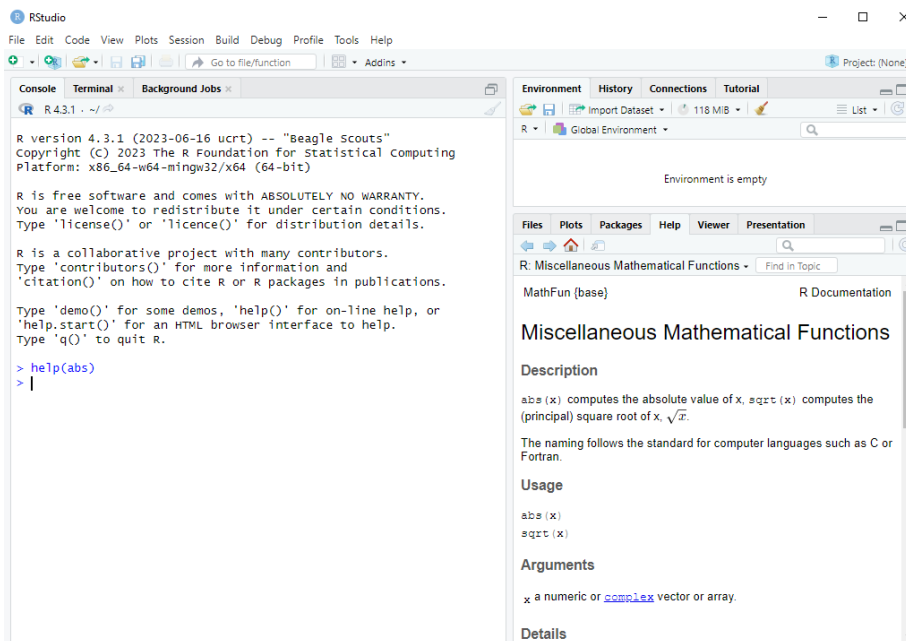 RStudio
File Edit Code View Plots Session Build Debug Profile Tools Help
Go to file/function
Addins
Project: (None)
Console Terminal Background Jobs
R 4.3.1 · ~/
R version 4.3.1 (2023-06-16 ucrt) -- "Beagle Scouts"
Copyright (C) 2023 The R Foundation for Statistical Computing
Platform: x86_64-w64-mingw32/x64 (64-bit)
R is free software and comes with ABSOLUTELY NO WARRANTY.
You are welcome to redistribute it under certain conditions.
Type 'license()' or 'licence()' for distribution details.
R is a collaborative project with many contributors.
Type 'contributors()' for more information and
'citation()' on how to cite R or R packages in publications.
Type 'demo()' for some demos, 'help()' for on-line help, or
'help.start()' for an HTML browser interface to help.
Type 'q()' to quit R.
> help(abs)
>
Environment History Connections Tutorial
Import Dataset 118 MiB List
R Global Environment
Environment is empty
Files Plots Packages Help Viewer Presentation
R: Miscellaneous Mathematical Functions Find in Topic
MathFun {base} R Documentation
Miscellaneous Mathematical Functions
Description
abs(x) computes the absolute value of x, sqrt(x) computes the
(principal) square root of x, √x.
The naming follows the standard for computer languages such as C or
Fortran.
Usage
abs(x)
sqrt(x)
Arguments
x a numeric or complex vector or array.
Details